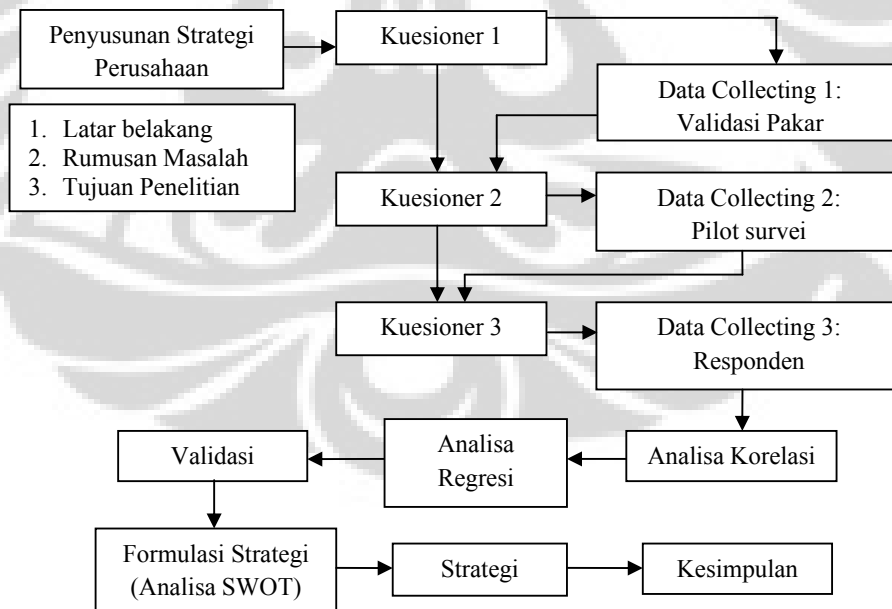 Penyusunan Strategi
Perusahaan
Kuesioner 1
Data Collecting 1:
Validasi Pakar
1. Latar belakang
2. Rumusan Masalah
3. Tujuan Penelitian
Kuesioner 2
Data Collecting 2:
Pilot survei
Kuesioner 3
Data Collecting 3:
Responden
Analisa Korelasi
Analisa
Regresi
Validasi
Formulasi Strategi
(Analisa SWOT)
Strategi
Kesimpulan